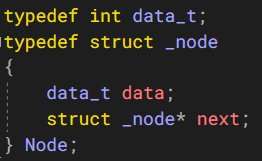 typedef int data_t;
typedef struct _node
{
data_t data;
struct _node* next;
} Node;